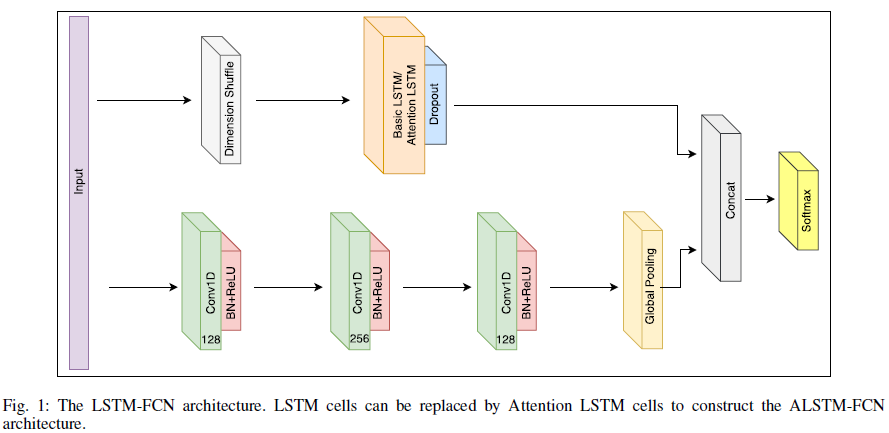 Input
Dimension Shuffle
Basic LSTM/
Attention LSTM
Dropout
Concat
Softmax
Conv1D
BN+ReLU
128
Conv1D
BN+ReLU
256
Conv1D
BN+ReLU
128
Global Pooling
Fig. 1: The LSTM-FCN architecture. LSTM cells can be replaced by Attention LSTM cells to construct the ALSTM-FCN
architecture.